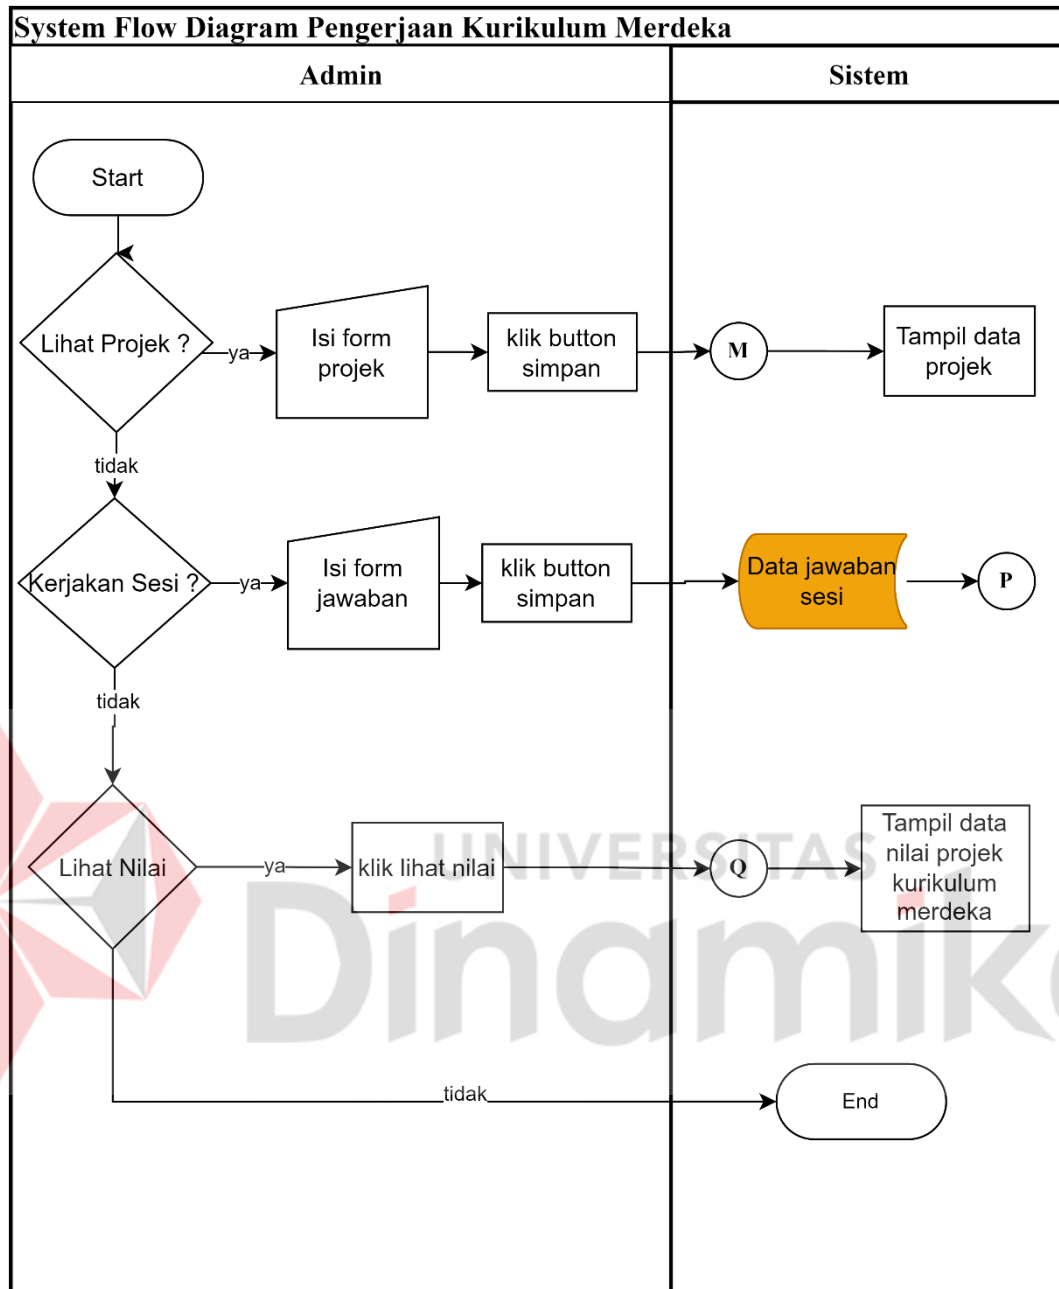 System Flow Diagram Pengerjaan Kurikulum Merdeka
Admin
Sistem
Start
Lihat Projek ?
ya
Isi form
projek
klik button
simpan
M
Tampil data
projek
tidak
Kerjakan Sesi ?
ya
Isi form
jawaban
klik button
simpan
Data jawaban
sesi
P
tidak
Lihat Nilai
ya
klik lihat nilai
Q
Tampil data
nilai projek
kurikulum
merdeka
UNIVERSITAS
Dinamika
tidak
End